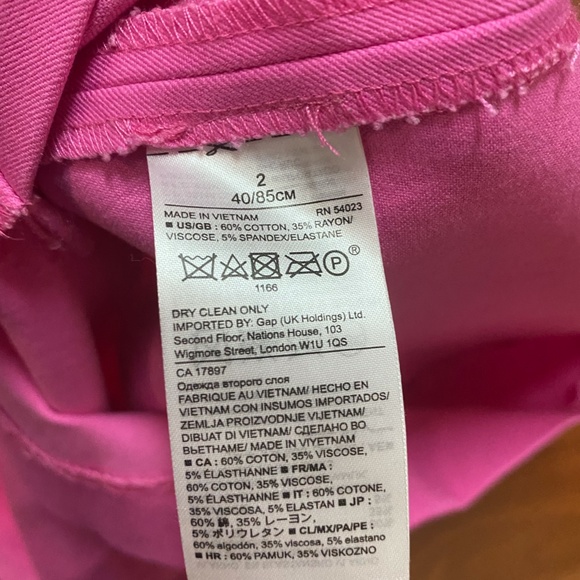 2
40/85CM
MADE IN VIETNAM RN 54023
■ US/GB : 60% COTTON, 35% RAYON/
VISCOSE, 5% SPANDEX/ELASTANE
P ®
1166
DRY CLEAN ONLY
IMPORTED BY: Gap (UK Holdings) Ltd.
Second Floor, Nations House, 103
Wigmore Street, London W1U 1QS
CA 17897
Одежда второго слоя
FABRIQUE AU VIETNAM/ HECHO EN
VIETNAM CON INSUMOS IMPORTADOS/
ZEMLJA PROIZVODNJE VIJETNAM/
DIBUAT DI VIETNAM/ СДЕЛАНО ВО
ВЬЕТНАМЕ/ MADE IN VIYETNAM
■ CA : 60% COTON, 35% VISCOSE,
5% ÉLASTHANNE ■ FR/MA :
60% COTON, 35% VISCOSE,
5% ÉLASTHANNE ■ IT : 60% COTONE,
35% VISCOSA, 5% ELASTAN ■ JP :
60% 綿, 35% レーヨン,
5% ポリウレタン ■ CL/MX/PA/PE :
60% algodón, 35% viscosa, 5% elastano
■ HR : 60% PAMUK, 35% VISKOZNO